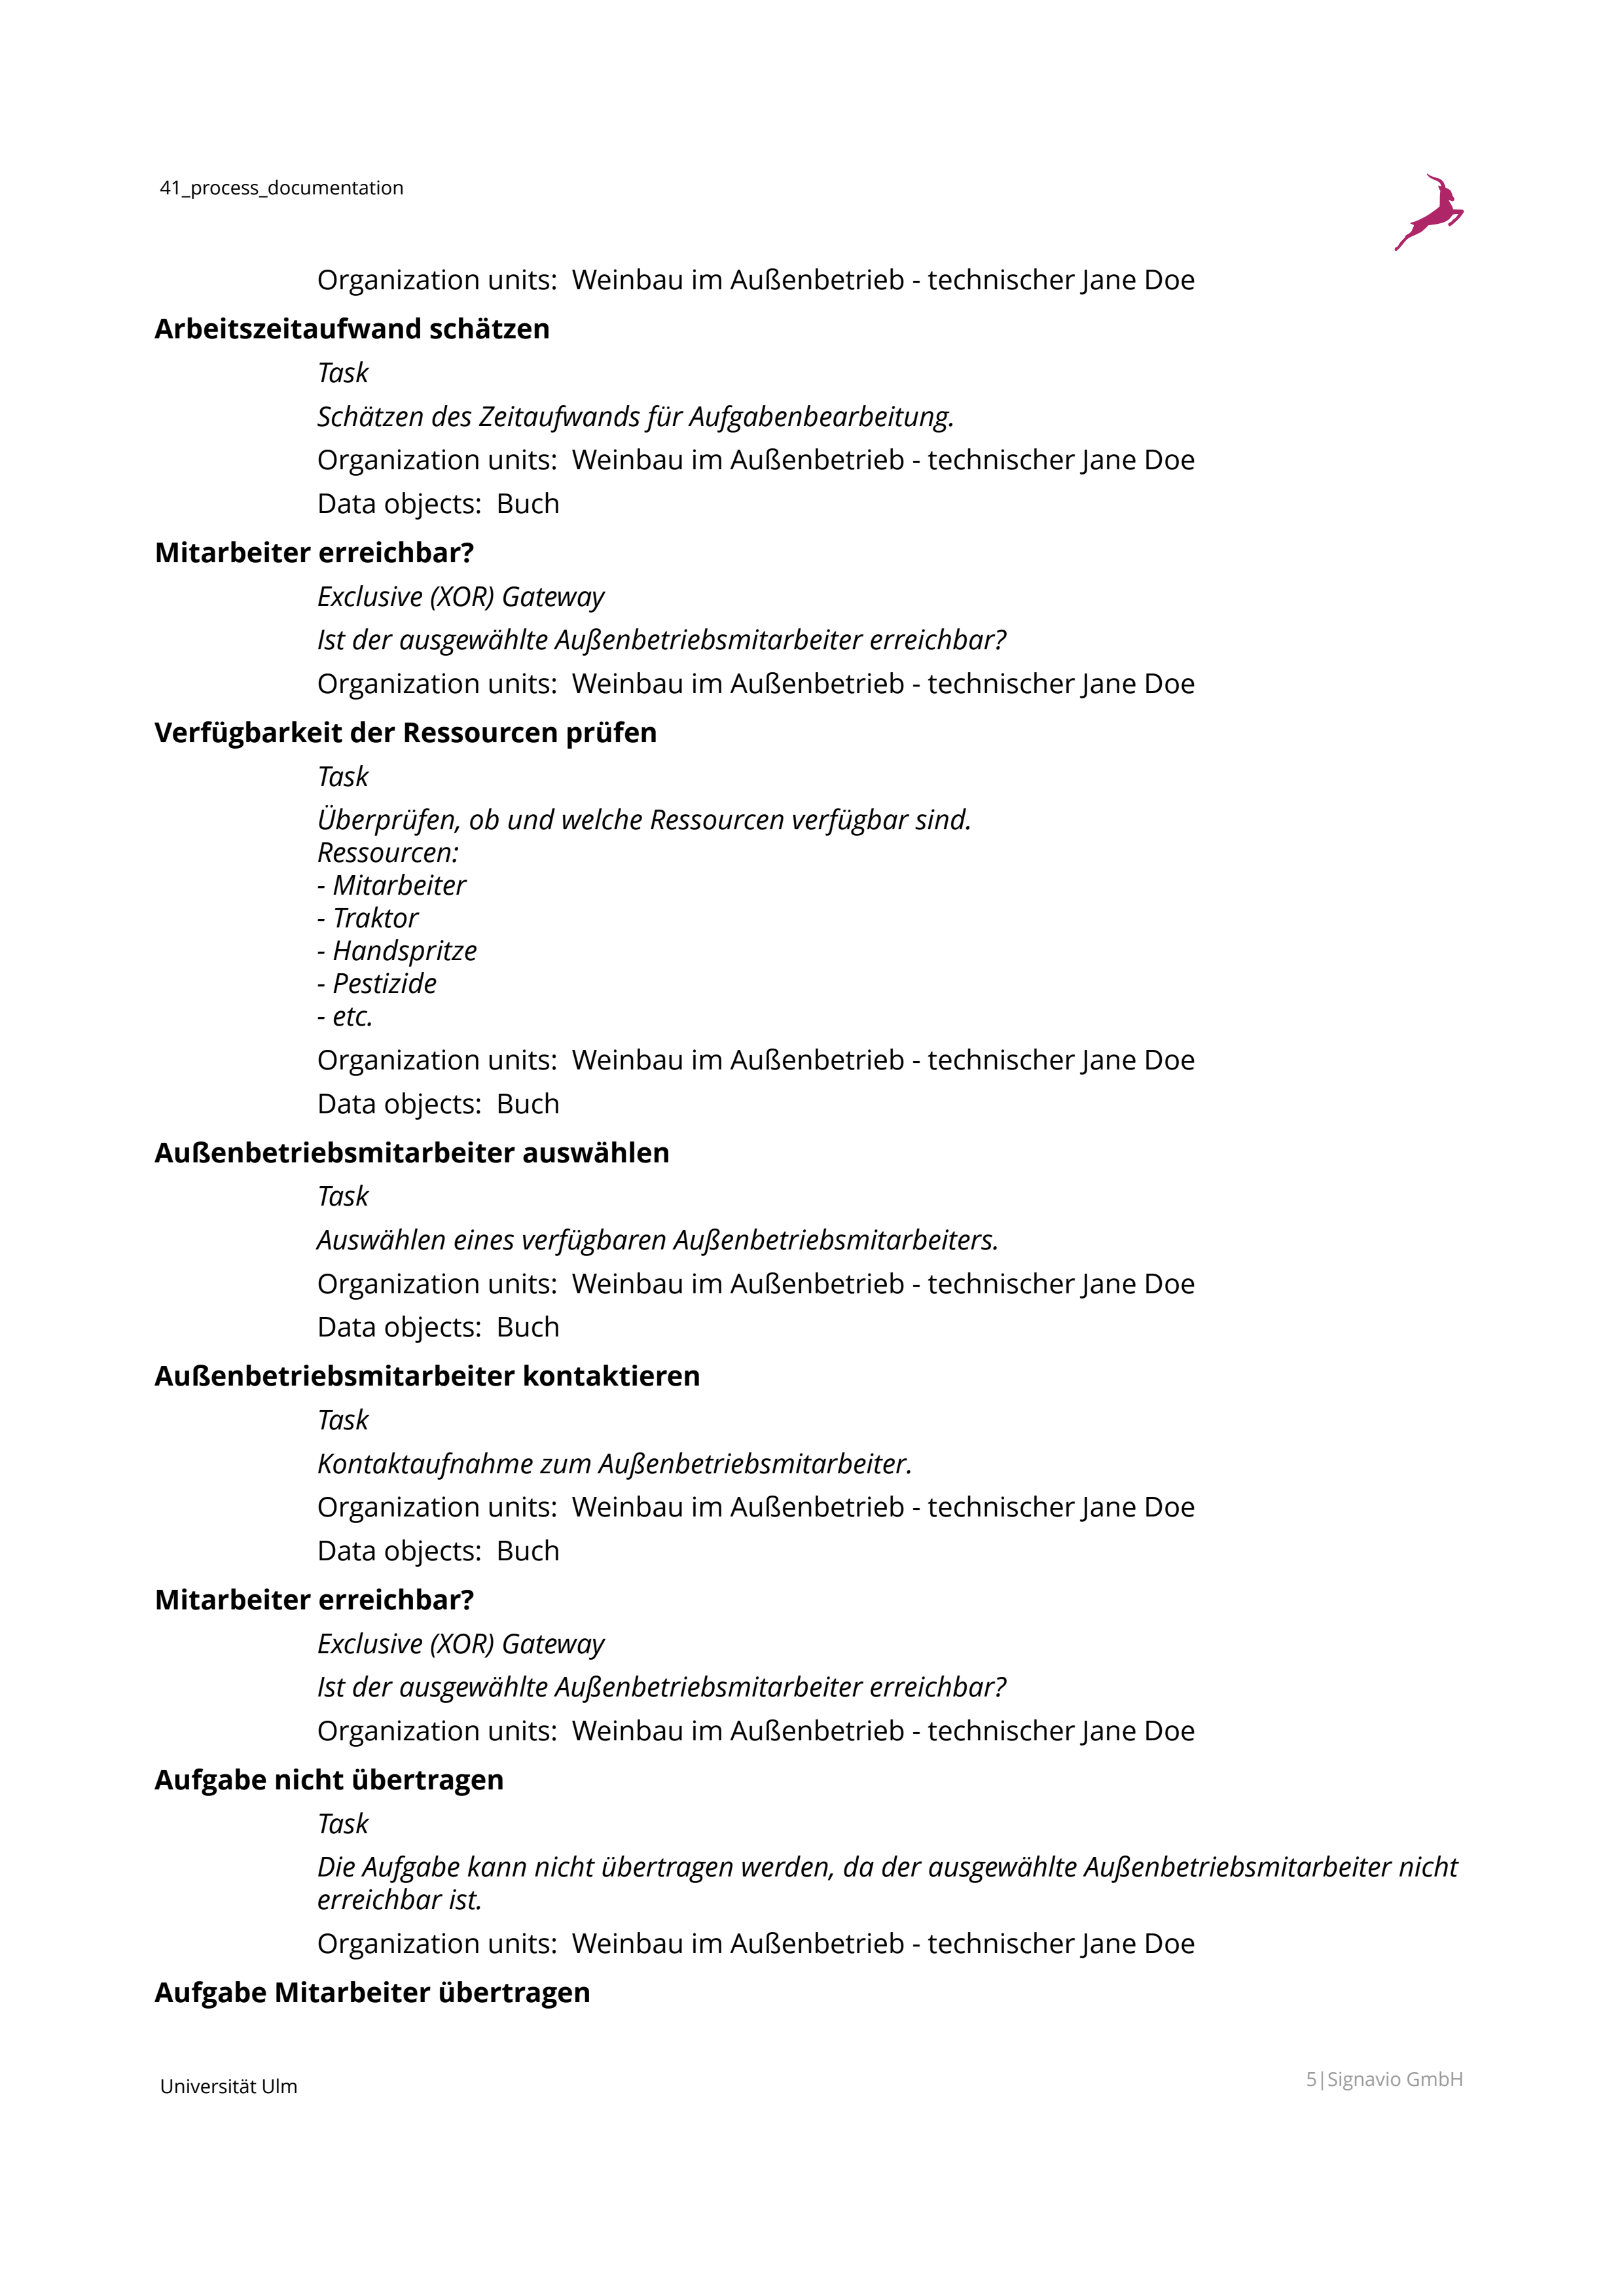 41_process_documentation
Organization units:  Weinbau im Außenbetrieb - technischer Jane Doe
Arbeitszeitaufwand schätzen
Task
Schätzen des Zeitaufwands für Aufgabenbearbeitung.
Organization units:  Weinbau im Außenbetrieb - technischer Jane Doe
Data objects:  Buch
Mitarbeiter erreichbar?
Exclusive (XOR) Gateway
Ist der ausgewählte Außenbetriebsmitarbeiter erreichbar?
Organization units:  Weinbau im Außenbetrieb - technischer Jane Doe
Verfügbarkeit der Ressourcen prüfen
Task
Überprüfen, ob und welche Ressourcen verfügbar sind.
Ressourcen:
- Mitarbeiter
- Traktor
- Handspritze
- Pestizide
- etc.
Organization units:  Weinbau im Außenbetrieb - technischer Jane Doe
Data objects:  Buch
Außenbetriebsmitarbeiter auswählen
Task
Auswählen eines verfügbaren Außenbetriebsmitarbeiters.
Organization units:  Weinbau im Außenbetrieb - technischer Jane Doe
Data objects:  Buch
Außenbetriebsmitarbeiter kontaktieren
Task
Kontaktaufnahme zum Außenbetriebsmitarbeiter.
Organization units:  Weinbau im Außenbetrieb - technischer Jane Doe
Data objects:  Buch
Mitarbeiter erreichbar?
Exclusive (XOR) Gateway
Ist der ausgewählte Außenbetriebsmitarbeiter erreichbar?
Organization units:  Weinbau im Außenbetrieb - technischer Jane Doe
Aufgabe nicht übertragen
Task
Die Aufgabe kann nicht übertragen werden, da der ausgewählte Außenbetriebsmitarbeiter nicht
erreichbar ist.
Organization units:  Weinbau im Außenbetrieb - technischer Jane Doe
Aufgabe Mitarbeiter übertragen
Universität Ulm
5|Signavio GmbH